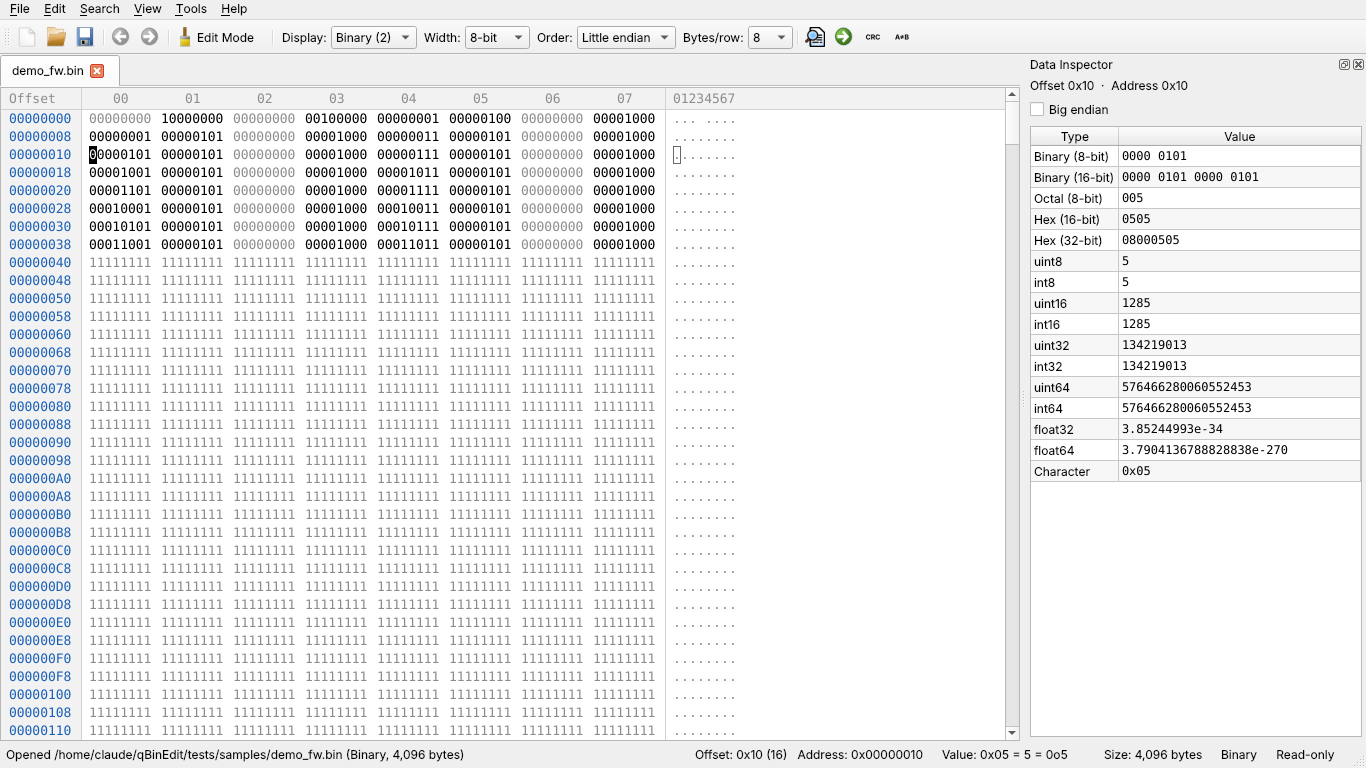 File Edit Search View Tools Help
Edit Mode Display: Binary (2) Width: 8-bit Order: Little endian Bytes/row: 8 CRC A≠B
demo_fw.bin
Offset 00 01 02 03 04 05 06 07 01234567
00000000 00000000 10000000 00000000 00100000 00000001 00000100 00000000 00001000 ... ....
00000008 00000001 00000101 00000000 00001000 00000011 00000101 00000000 00001000 ........
00000010 00000101 00000101 00000000 00001000 00000111 00000101 00000000 00001000 ........
00000018 00001001 00000101 00000000 00001000 00001011 00000101 00000000 00001000 ........
00000020 00001101 00000101 00000000 00001000 00001111 00000101 00000000 00001000 ........
00000028 00010001 00000101 00000000 00001000 00010011 00000101 00000000 00001000 ........
00000030 00010101 00000101 00000000 00001000 00010111 00000101 00000000 00001000 ........
00000038 00011001 00000101 00000000 00001000 00011011 00000101 00000000 00001000 ........
00000040 11111111 11111111 11111111 11111111 11111111 11111111 11111111 11111111 ........
00000048 11111111 11111111 11111111 11111111 11111111 11111111 11111111 11111111 ........
00000050 11111111 11111111 11111111 11111111 11111111 11111111 11111111 11111111 ........
00000058 11111111 11111111 11111111 11111111 11111111 11111111 11111111 11111111 ........
00000060 11111111 11111111 11111111 11111111 11111111 11111111 11111111 11111111 ........
00000068 11111111 11111111 11111111 11111111 11111111 11111111 11111111 11111111 ........
00000070 11111111 11111111 11111111 11111111 11111111 11111111 11111111 11111111 ........
00000078 11111111 11111111 11111111 11111111 11111111 11111111 11111111 11111111 ........
00000080 11111111 11111111 11111111 11111111 11111111 11111111 11111111 11111111 ........
00000088 11111111 11111111 11111111 11111111 11111111 11111111 11111111 11111111 ........
00000090 11111111 11111111 11111111 11111111 11111111 11111111 11111111 11111111 ........
00000098 11111111 11111111 11111111 11111111 11111111 11111111 11111111 11111111 ........
000000A0 11111111 11111111 11111111 11111111 11111111 11111111 11111111 11111111 ........
000000A8 11111111 11111111 11111111 11111111 11111111 11111111 11111111 11111111 ........
000000B0 11111111 11111111 11111111 11111111 11111111 11111111 11111111 11111111 ........
000000B8 11111111 11111111 11111111 11111111 11111111 11111111 11111111 11111111 ........
000000C0 11111111 11111111 11111111 11111111 11111111 11111111 11111111 11111111 ........
000000C8 11111111 11111111 11111111 11111111 11111111 11111111 11111111 11111111 ........
000000D0 11111111 11111111 11111111 11111111 11111111 11111111 11111111 11111111 ........
000000D8 11111111 11111111 11111111 11111111 11111111 11111111 11111111 11111111 ........
000000E0 11111111 11111111 11111111 11111111 11111111 11111111 11111111 11111111 ........
000000E8 11111111 11111111 11111111 11111111 11111111 11111111 11111111 11111111 ........
000000F0 11111111 11111111 11111111 11111111 11111111 11111111 11111111 11111111 ........
000000F8 11111111 11111111 11111111 11111111 11111111 11111111 11111111 11111111 ........
00000100 11111111 11111111 11111111 11111111 11111111 11111111 11111111 11111111 ........
00000108 11111111 11111111 11111111 11111111 11111111 11111111 11111111 11111111 ........
00000110 11111111 11111111 11111111 11111111 11111111 11111111 11111111 11111111 ........
Data Inspector
Offset 0x10 · Address 0x10
Big endian
Type Value
Binary (8-bit) 0000 0101
Binary (16-bit) 0000 0101 0000 0101
Octal (8-bit) 005
Hex (16-bit) 0505
Hex (32-bit) 08000505
uint8 5
int8 5
uint16 1285
int16 1285
uint32 134219013
int32 134219013
uint64 576466280060552453
int64 576466280060552453
float32 3.85244993e-34
float64 3.7904136788828838e-270
Character 0x05
Opened /home/claude/qBinEdit/tests/samples/demo_fw.bin (Binary, 4,096 bytes) Offset: 0x10 (16) Address: 0x00000010 Value: 0x05 = 5 = 0o5 Size: 4,096 bytes Binary Read-only